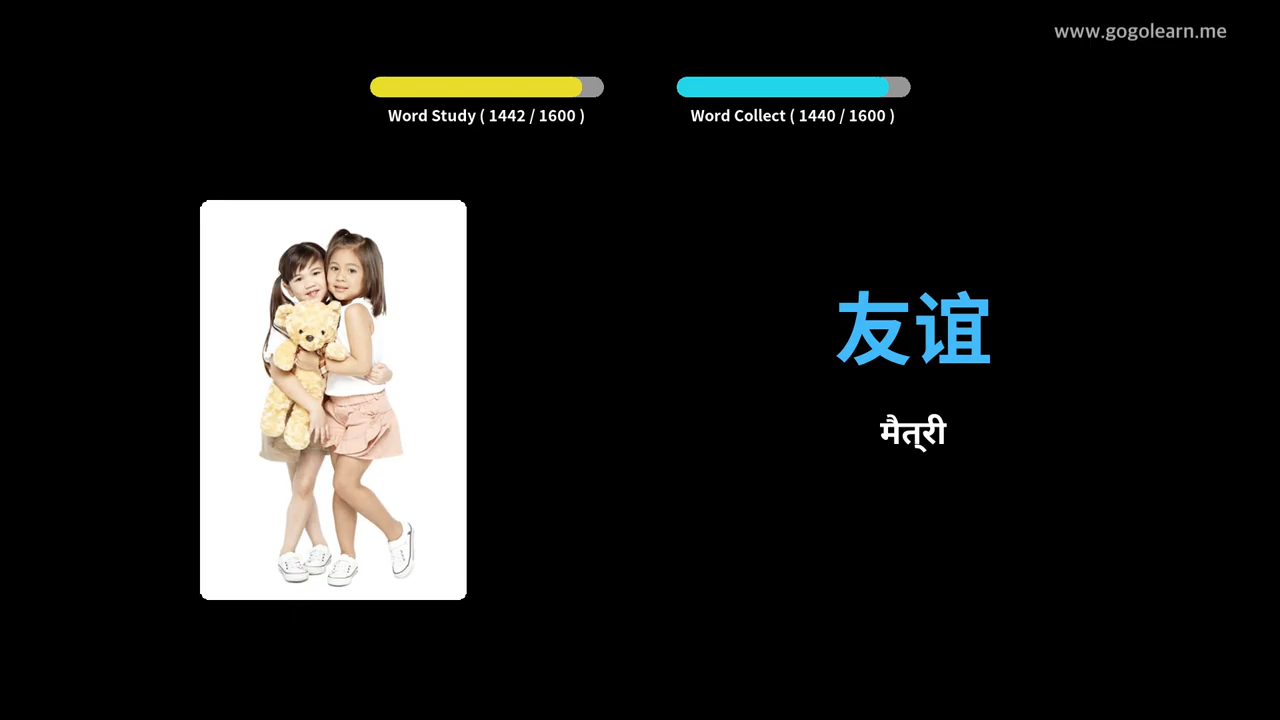 www.gogolearn.me
Word Study ( 1442 / 1600 )
Word Collect ( 1440 / 1600 )
友谊
मैत्री